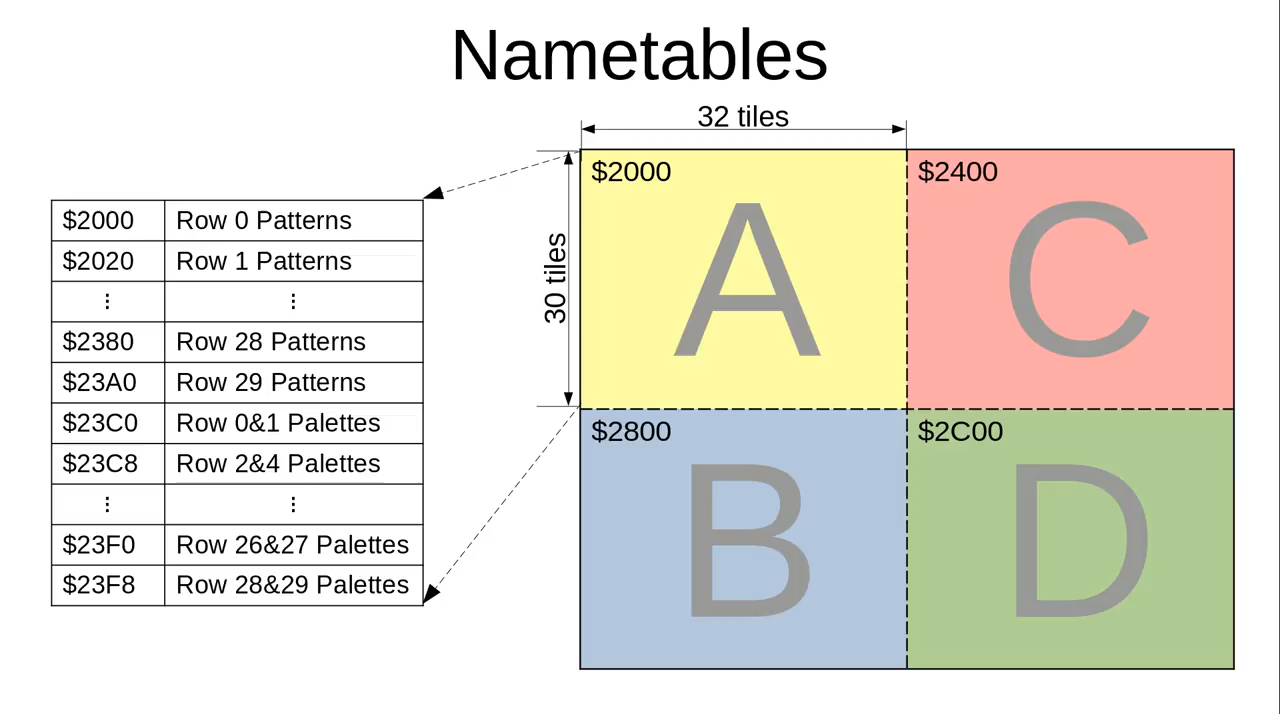 Nametables
32 tiles
30 tiles
$2000 Row 0 Patterns
$2020 Row 1 Patterns
⋮ ⋮
$2380 Row 28 Patterns
$23A0 Row 29 Patterns
$23C0 Row 0&1 Palettes
$23C8 Row 2&4 Palettes
⋮ ⋮
$23F0 Row 26&27 Palettes
$23F8 Row 28&29 Palettes
$2000
A
$2400
C
$2800
B
$2C00
D